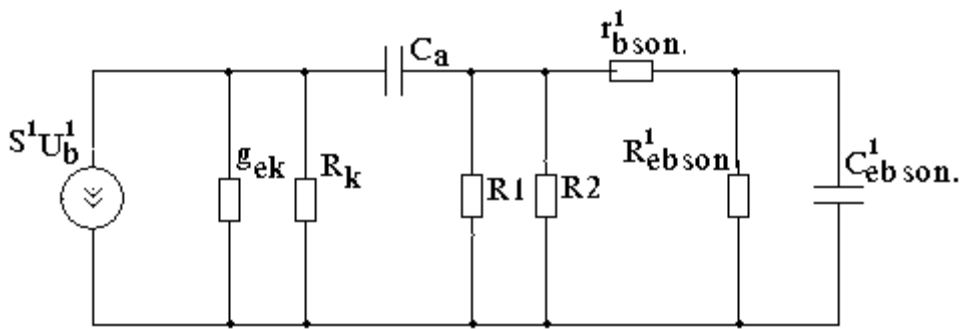 S¹U¹b
gek
Rk
Ca
R1
R2
r¹b son.
R¹eb son
C¹eb son.